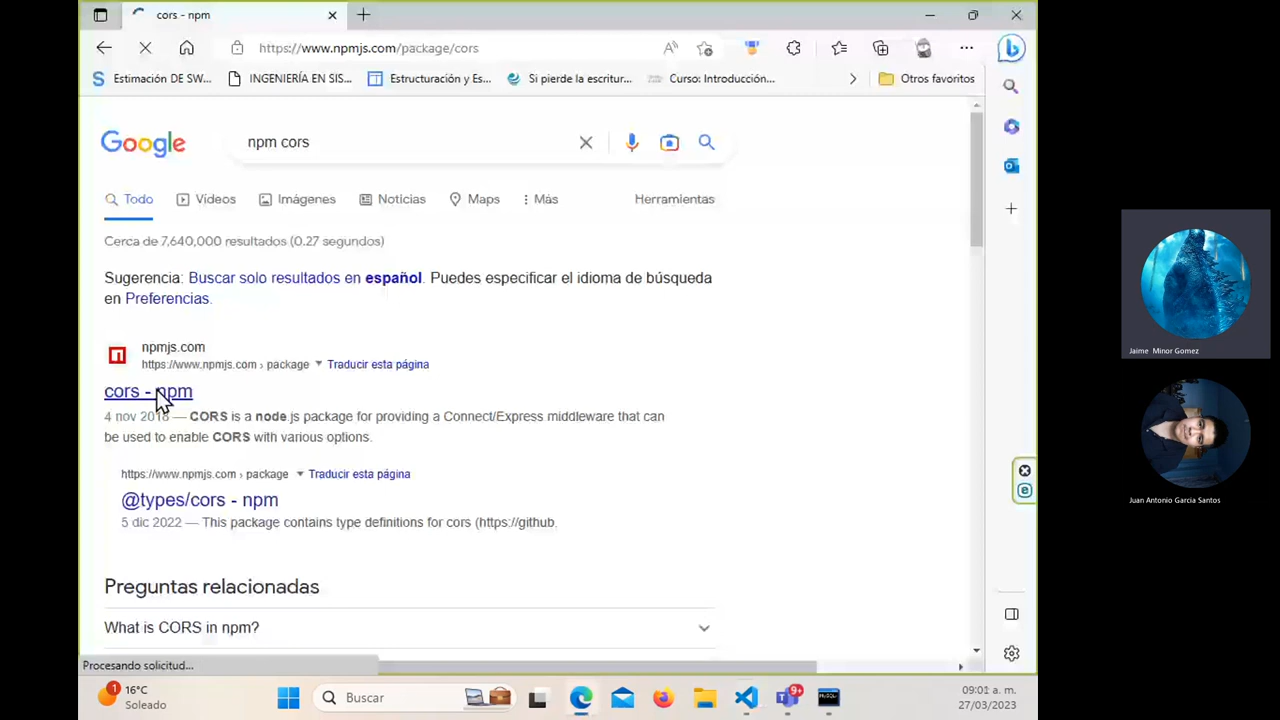 cors - npm
https://www.npmjs.com/package/cors
Estimación DE SW...
INGENIERÍA EN SIS...
Estructuración y Es...
Si pierde la escritur...
Curso: Introducción...
Otros favoritos
Google
npm cors
Todo
Vídeos
Imágenes
Noticias
Maps
Más
Herramientas
Cerca de 7,640,000 resultados (0.27 segundos)
Sugerencia: Buscar solo resultados en español. Puedes especificar el idioma de búsqueda
en Preferencias.
npmjs.com
https://www.npmjs.com › package
Traducir esta página
cors - npm
4 nov 2018 — CORS is a node.js package for providing a Connect/Express middleware that can
be used to enable CORS with various options.
https://www.npmjs.com › package
Traducir esta página
@types/cors - npm
5 dic 2022 — This package contains type definitions for cors (https://github.
Preguntas relacionadas
What is CORS in npm?
Procesando solicitud...
Jaime Minor Gomez
Juan Antonio Garcia Santos
1
16°C
Soleado
Buscar
9+
09:01 a. m.
27/03/2023